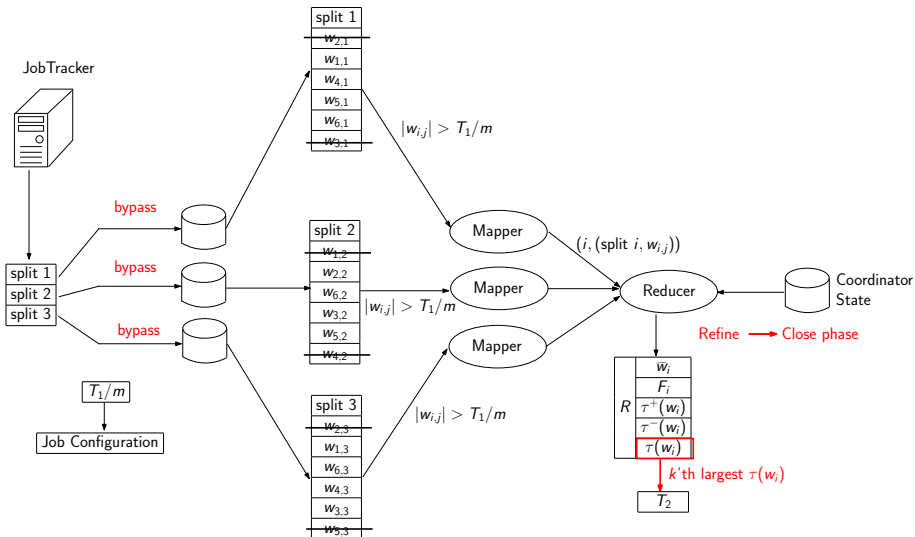 JobTracker
split 1
split 2
split 3
bypass
bypass
bypass
T₁/m
Job Configuration
split 1
w₂,₁
w₁,₁
w₄,₁
w₅,₁
w₆,₁
w₃,₁
split 2
w₁,₂
w₂,₂
w₆,₂
w₃,₂
w₅,₂
w₄,₂
split 3
w₂,₃
w₁,₃
w₆,₃
w₄,₃
w₃,₃
w₅,₃
|wᵢ,ⱼ| > T₁/m
|wᵢ,ⱼ| > T₁/m
|wᵢ,ⱼ| > T₁/m
Mapper
Mapper
Mapper
(i, (split i, wᵢ,ⱼ))
Reducer
Coordinator
State
Refine
Close phase
R
ŵᵢ
Fᵢ
τ⁺(wᵢ)
τ⁻(wᵢ)
τ(wᵢ)
k'th largest τ(wᵢ)
T₂